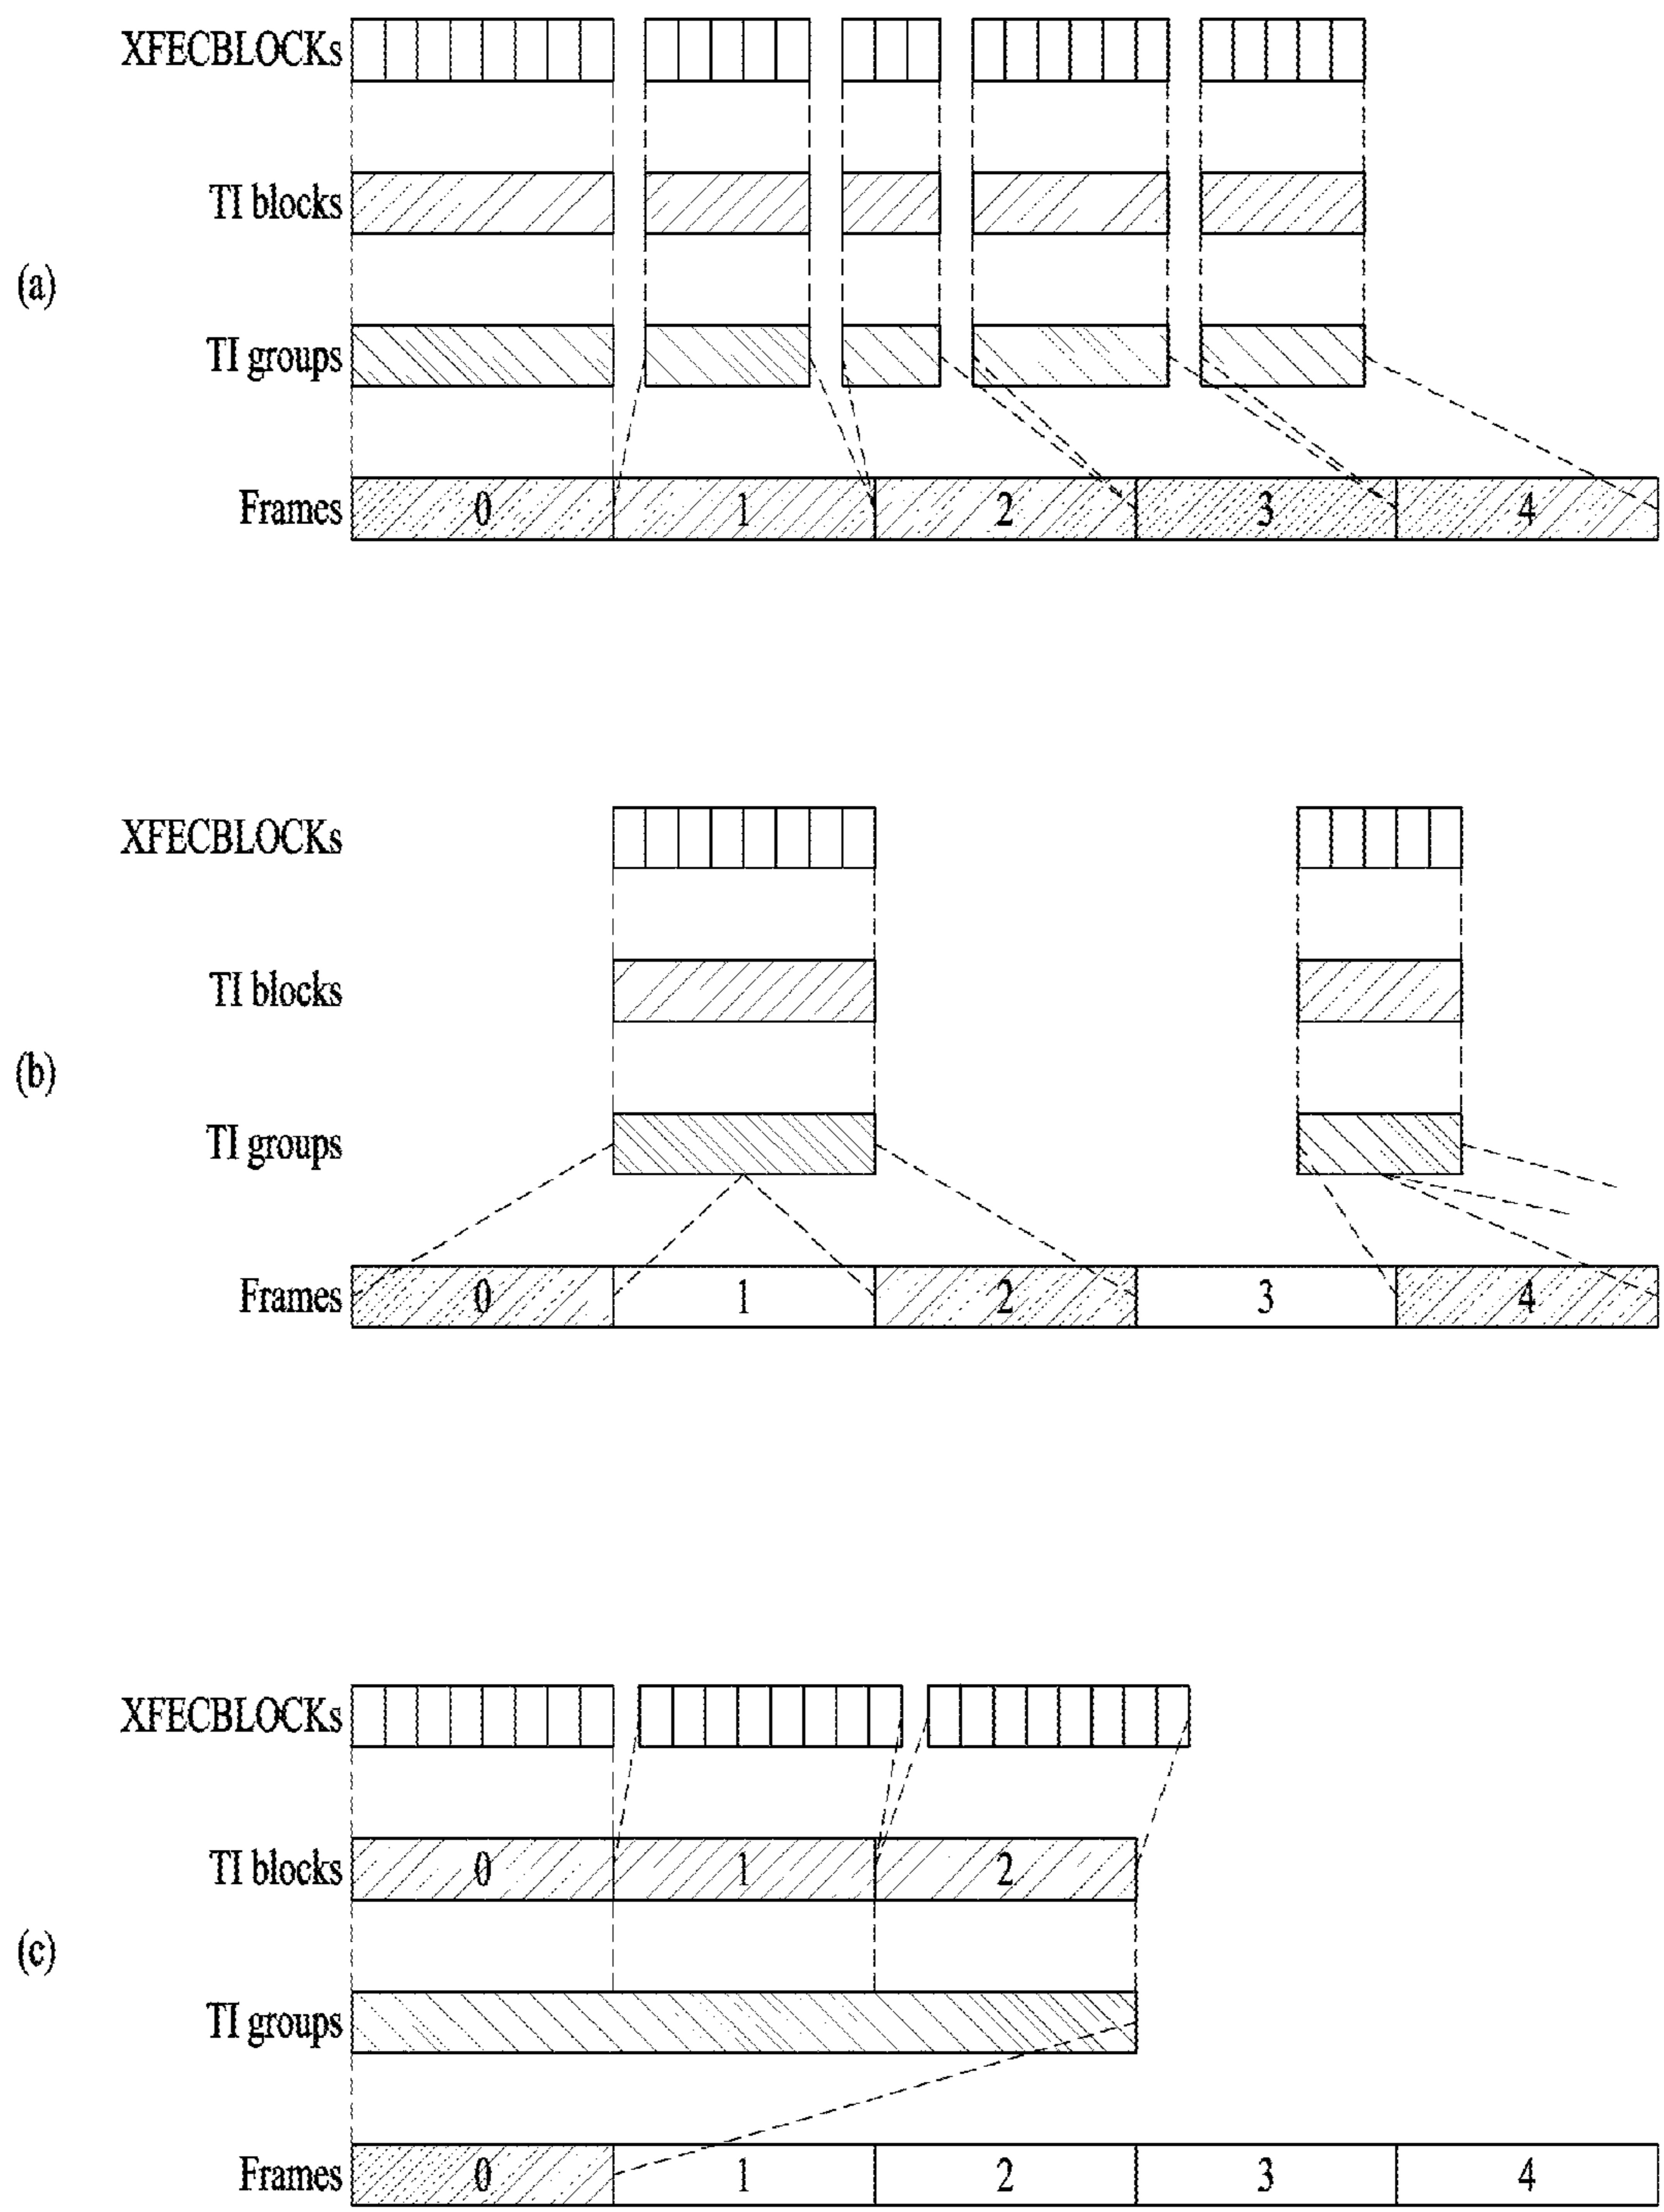 XFECBLOCKs
TI blocks
(a)
TI groups
Frames 0 1 2 3 4
XFECBLOCKs
TI blocks
(b)
TI groups
Frames 0 1 2 3 4
XFECBLOCKs
TI blocks 0 1 2
(c)
TI groups
Frames 0 1 2 3 4